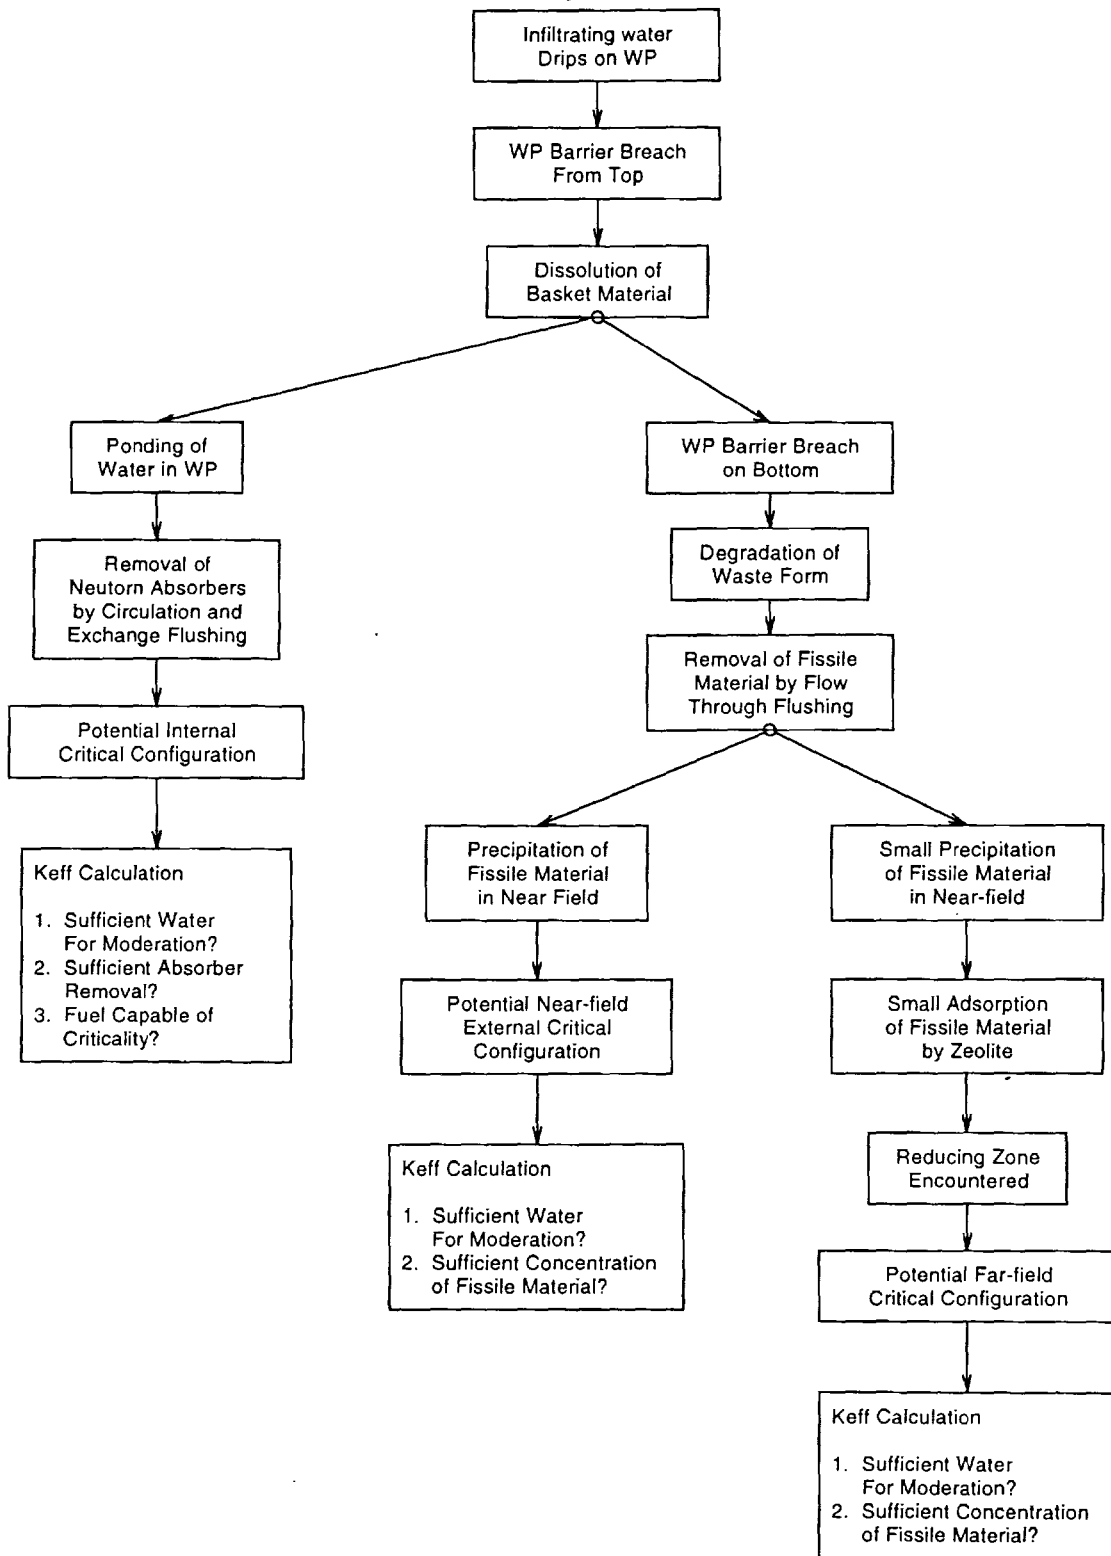 Infiltrating water
Drips on WP
WP Barrier Breach
From Top
Dissolution of
Basket Material
Ponding of
Water in WP
Removal of
Neutorn Absorbers
by Circulation and
Exchange Flushing
Potential Internal
Critical Configuration
Keff Calculation
1. Sufficient Water
For Moderation?
2. Sufficient Absorber
Removal?
3. Fuel Capable of
Criticality?
WP Barrier Breach
on Bottom
Degradation of
Waste Form
Removal of Fissile
Material by Flow
Through Flushing
Precipitation of
Fissile Material
in Near Field
Potential Near-field
External Critical
Configuration
Keff Calculation
1. Sufficient Water
For Moderation?
2. Sufficient Concentration
of Fissile Material?
Small Precipitation
of Fissile Material
in Near-field
Small Adsorption
of Fissile Material
by Zeolite
Reducing Zone
Encountered
Potential Far-field
Critical Configuration
Keff Calculation
1. Sufficient Water
For Moderation?
2. Sufficient Concentration
of Fissile Material?